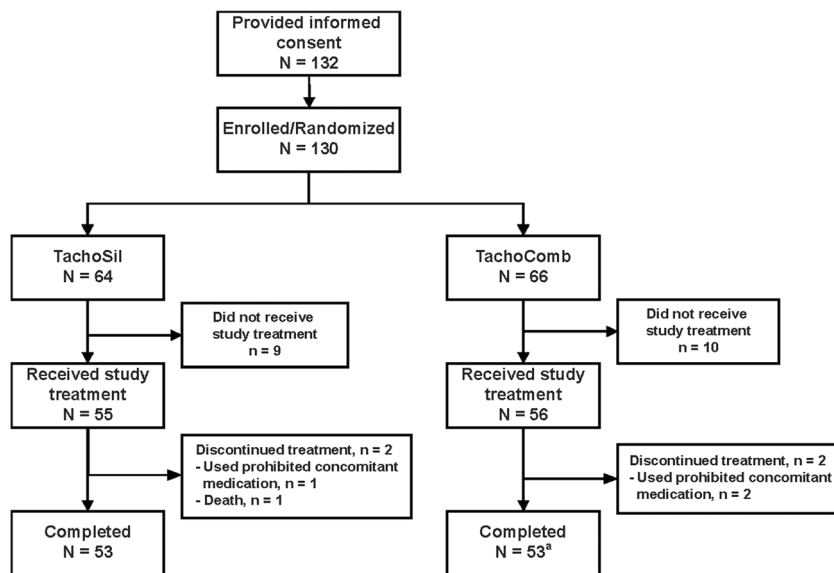 Provided informed
consent
N = 132
Enrolled/Randomized
N = 130
TachoSil
N = 64
TachoComb
N = 66
Did not receive
study treatment
n = 9
Did not receive
study treatment
n = 10
Received study
treatment
N = 55
Received study
treatment
N = 56
Discontinued treatment, n = 2
- Used prohibited concomitant
medication, n = 1
- Death, n = 1
Discontinued treatment, n = 2
- Used prohibited concomitant
medication, n = 2
Completed
N = 53
Completed
N = 53ᵃ